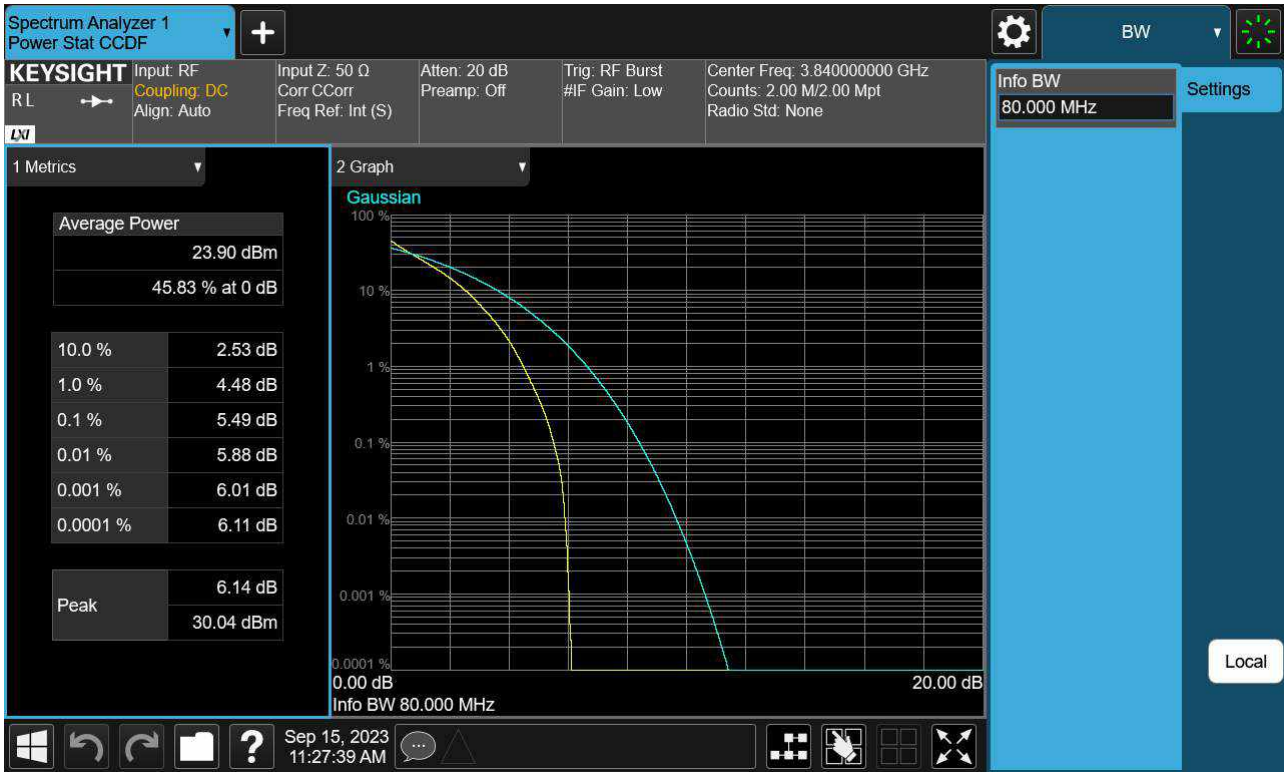 Spectrum Analyzer 1
Power Stat CCDF
+
BW
KEYSIGHT
RL
LXI
Input: RF
Coupling: DC
Align: Auto
Input Z: 50 Ω
Corr CCorr
Freq Ref: Int (S)
Atten: 20 dB
Preamp: Off
Trig: RF Burst
#IF Gain: Low
Center Freq: 3.840000000 GHz
Counts: 2.00 M/2.00 Mpt
Radio Std: None
Info BW
80.000 MHz
Settings
1 Metrics
Average Power
23.90 dBm
45.83 % at 0 dB
10.0 % 2.53 dB
1.0 % 4.48 dB
0.1 % 5.49 dB
0.01 % 5.88 dB
0.001 % 6.01 dB
0.0001 % 6.11 dB
Peak
6.14 dB
30.04 dBm
2 Graph
Gaussian
100 %
10 %
1 %
0.1 %
0.01 %
0.001 %
0.0001 %
0.00 dB 20.00 dB
Info BW 80.000 MHz
Local
?
Sep 15, 2023
11:27:39 AM